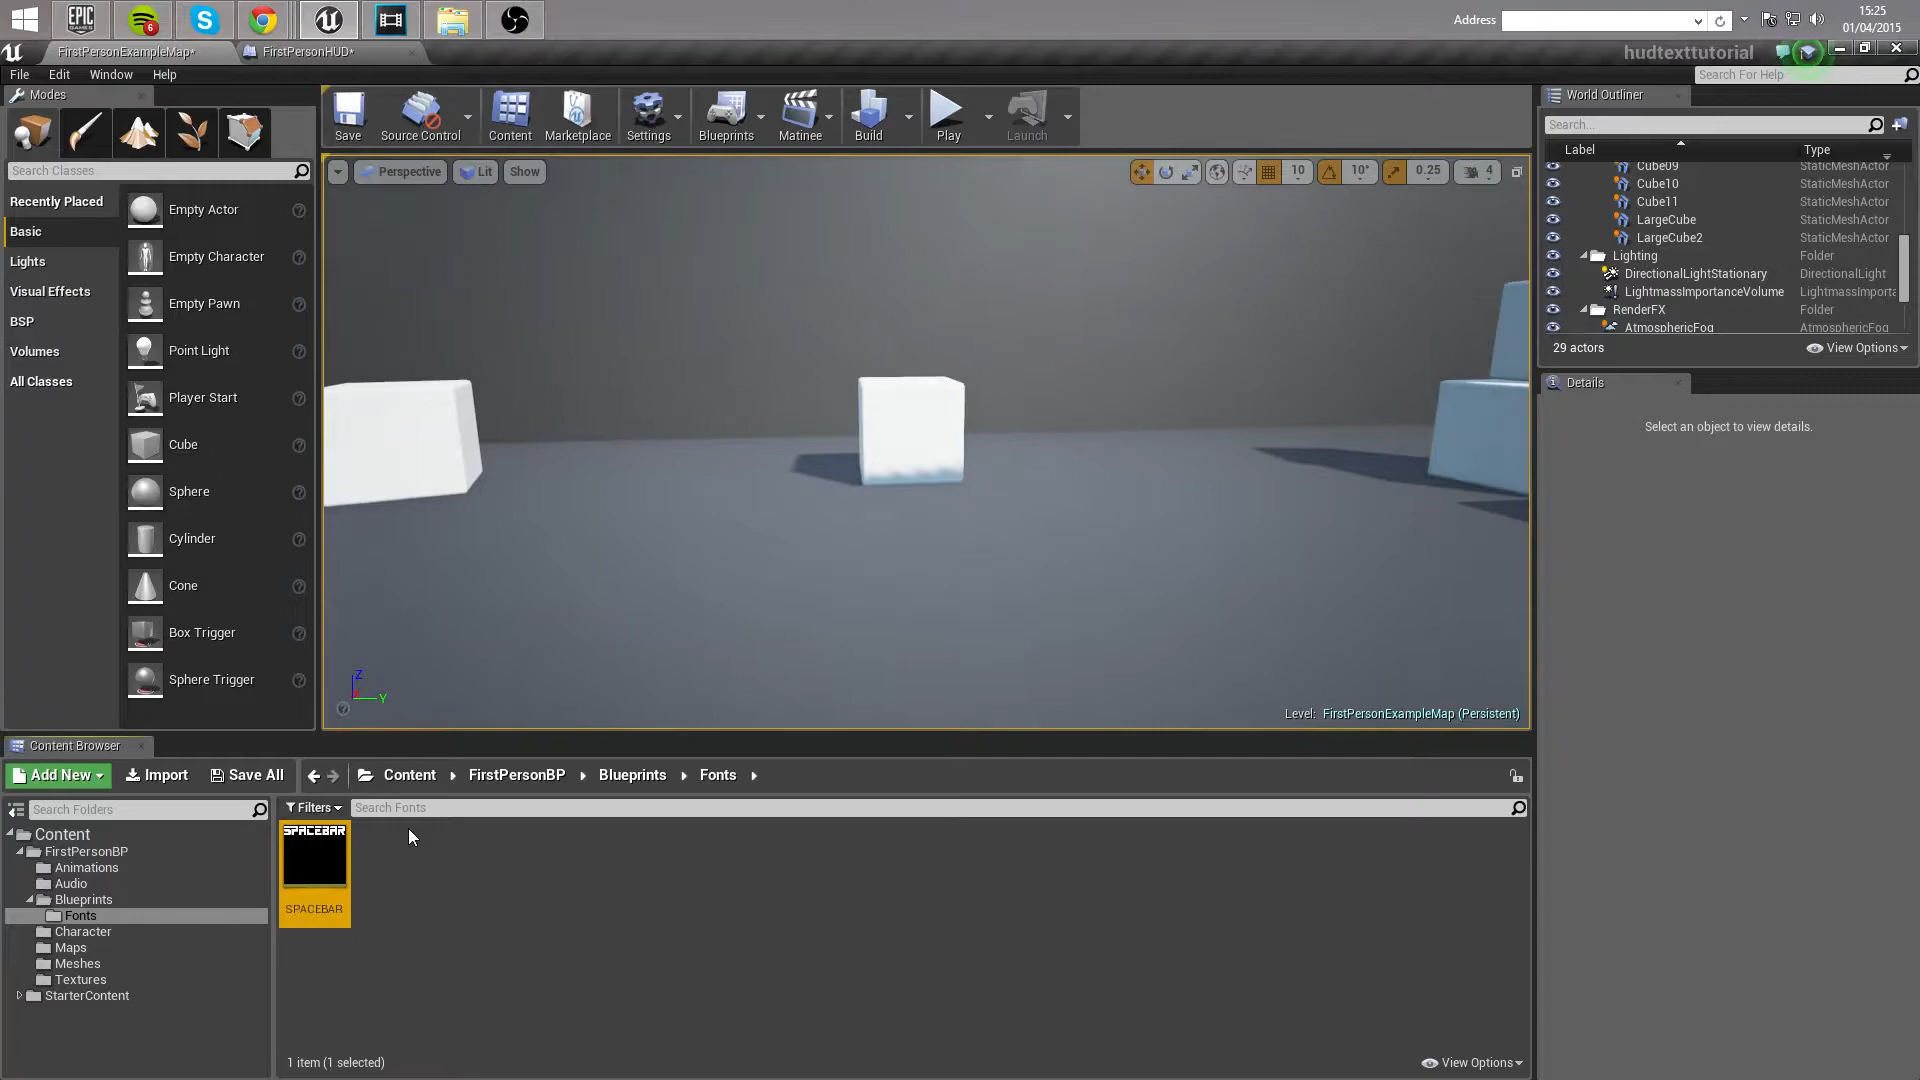 EPIC GAMES
6
Address
15:25
01/04/2015
FirstPersonExampleMap*
FirstPersonHUD*
hudtexttutorial
File Edit Window Help
Search For Help
Modes
Save
Source Control
Content
Marketplace
Settings
Blueprints
Matinee
Build
Play
Launch
World Outliner
Search...
Label Type
Search Classes
Perspective
Lit
Show
10
10°
0.25
4
Cube09 StaticMeshActor
Cube10 StaticMeshActor
Cube11 StaticMeshActor
LargeCube StaticMeshActor
LargeCube2 StaticMeshActor
Lighting Folder
DirectionalLightStationary DirectionalLight
LightmassImportanceVolume LightmassImporta
RenderFX Folder
AtmosphericFog AtmosphericFog
29 actors
View Options
Recently Placed
Basic
Lights
Visual Effects
BSP
Volumes
All Classes
Empty Actor
Empty Character
Empty Pawn
Point Light
Player Start
Cube
Sphere
Cylinder
Cone
Box Trigger
Sphere Trigger
Details
Select an object to view details.
Z
X
Y
Level: FirstPersonExampleMap (Persistent)
Content Browser
Add New
Import
Save All
Content
FirstPersonBP
Blueprints
Fonts
Search Folders
Filters
Search Fonts
Content
FirstPersonBP
Animations
Audio
Blueprints
Fonts
Character
Maps
Meshes
Textures
StarterContent
SPACEBAR
SPACEBAR
1 item (1 selected)
View Options